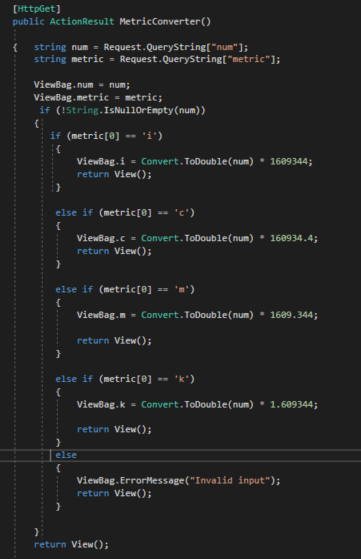 [HttpGet]
public ActionResult MetricConverter()
{   string num = Request.QueryString["num"];
    string metric = Request.QueryString["metric"];
    ViewBag.num = num;
    ViewBag.metric = metric;
     if (!String.IsNullOrEmpty(num))
    {
       if (metric[0] == 'i')
        {
            ViewBag.i = Convert.ToDouble(num) * 1609344;
            return View();
        }
        else if (metric[0] == 'c')
        {
            ViewBag.c = Convert.ToDouble(num) * 160934.4;
            return View();
        }
        else if (metric[0] == 'm')
        {
            ViewBag.m = Convert.ToDouble(num) * 1609.344;
            return View();
        }
        else if (metric[0] == 'k')
        {
            ViewBag.k = Convert.ToDouble(num) * 1.609344;
            return View();
        }
        else
        {
            ViewBag.ErrorMessage("Invalid input");
            return View();
        }
    }
    return View();